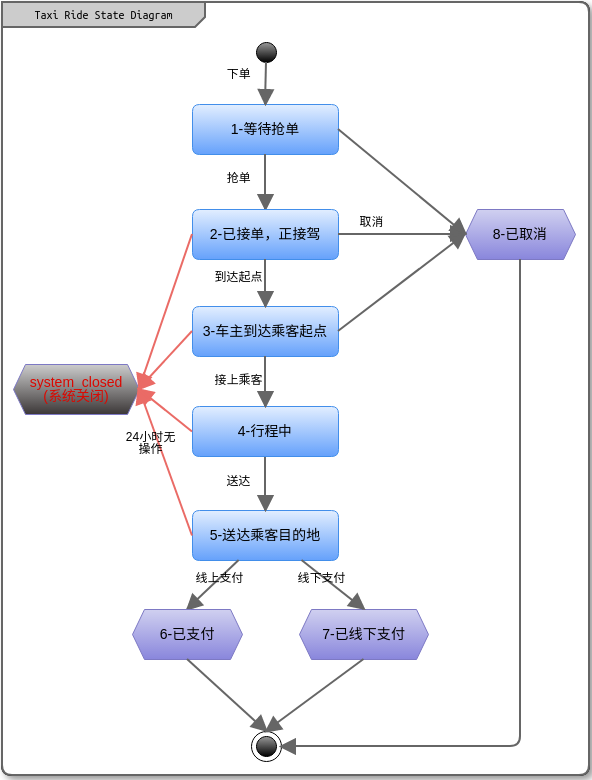 Taxi Ride State Diagram
下单
1-等待抢单
抢单
取消
2-已接单，正接驾
8-已取消
到达起点
3-车主到达乘客起点
接上乘客
system_closed
(系统关闭)
4-行程中
24小时无
操作
送达
5-送达乘客目的地
线上支付
线下支付
6-已支付
7-已线下支付